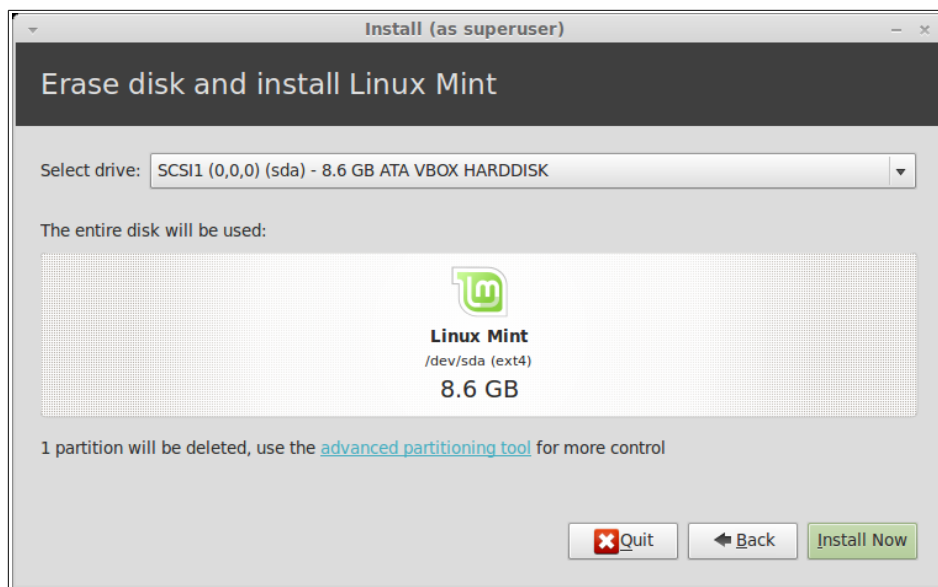 Install (as superuser)
Erase disk and install Linux Mint
Select drive: SCSI1 (0,0,0) (sda) - 8.6 GB ATA VBOX HARDDISK
The entire disk will be used:
Linux Mint
/dev/sda (ext4)
8.6 GB
1 partition will be deleted, use the advanced partitioning tool for more control
Quit Back Install Now